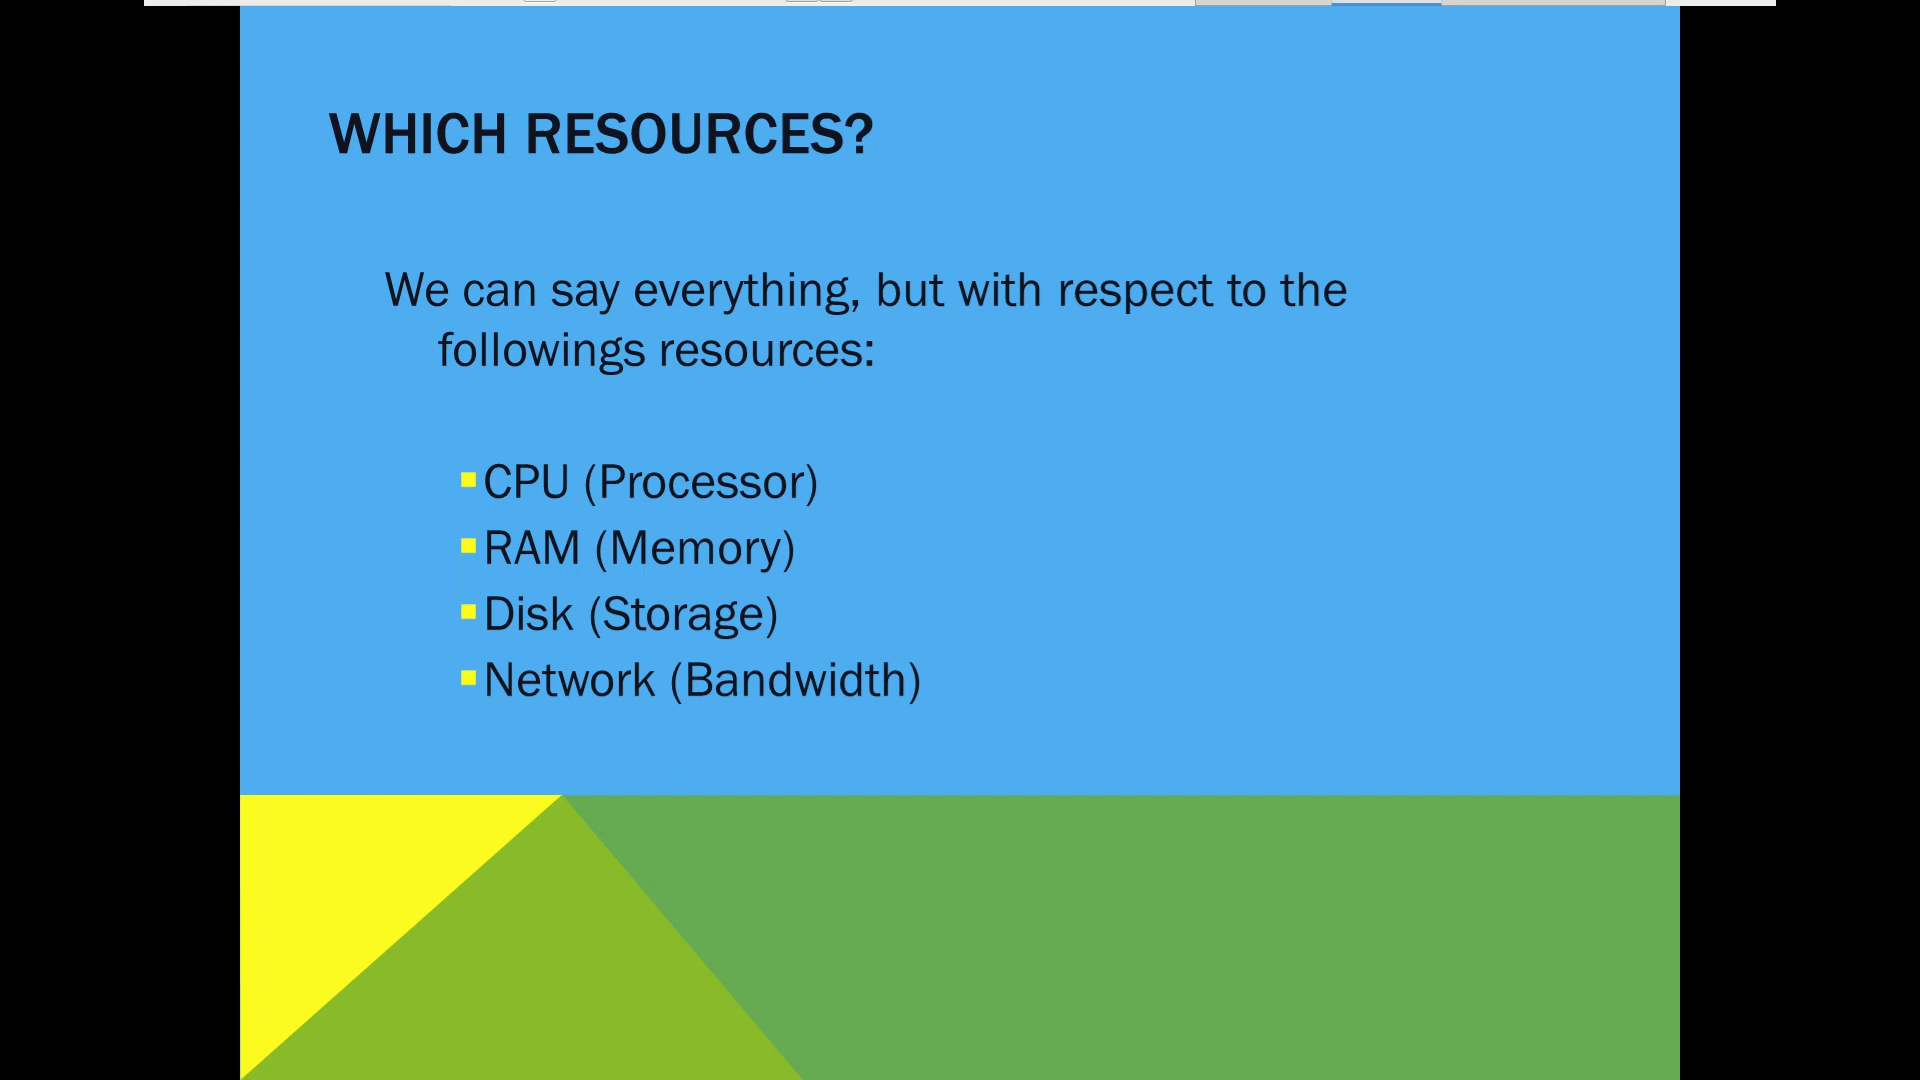 WHICH RESOURCES?
We can say everything, but with respect to the
followings resources:
CPU (Processor)
RAM (Memory)
Disk (Storage)
Network (Bandwidth)